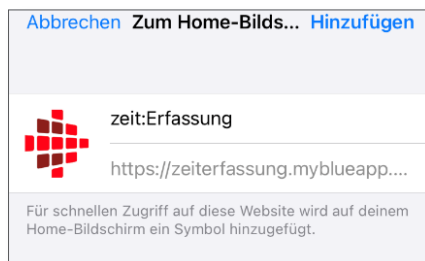 Abbrechen Zum Home-Bilds... Hinzufügen
zeit:Erfassung
https://zeiterfassung.myblueapp....
Für schnellen Zugriff auf diese Website wird auf deinem
Home-Bildschirm ein Symbol hinzugefügt.